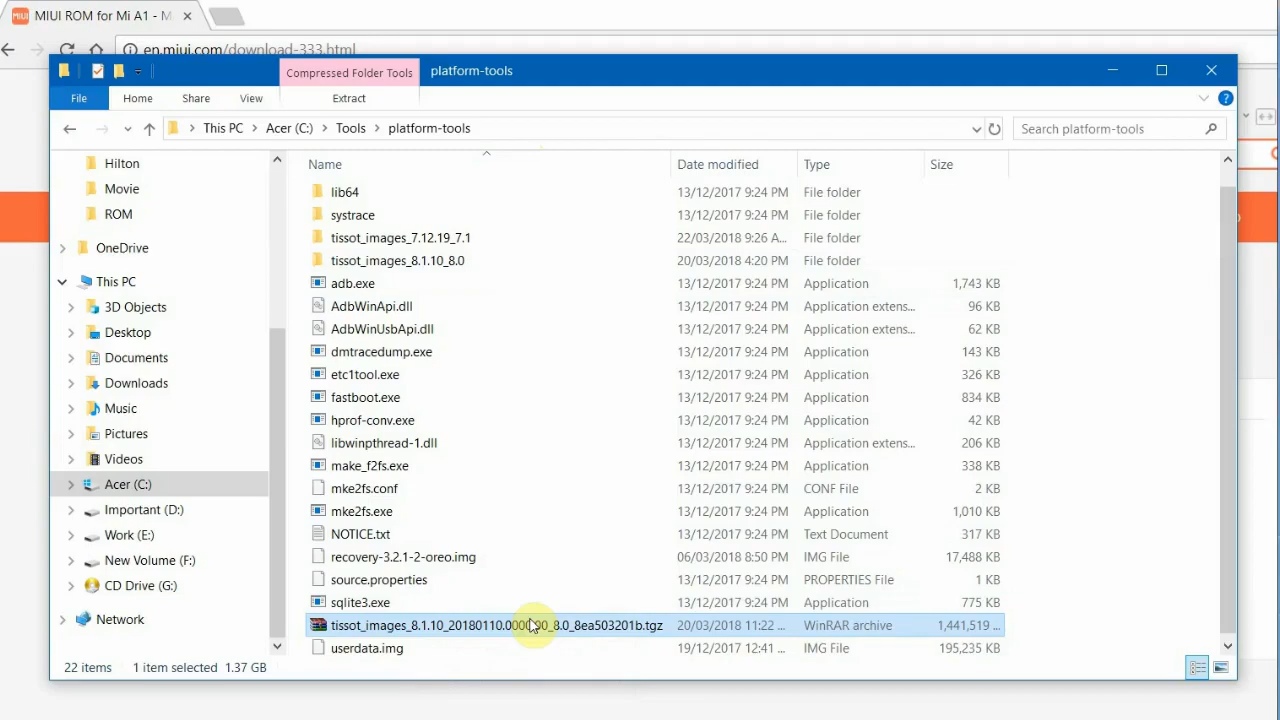 MIUI ROM for Mi A1 - M
en.miui.com/download-333.html
Compressed Folder Tools
platform-tools
File
Home
Share
View
Extract
This PC > Acer (C:) > Tools > platform-tools
Search platform-tools
Hilton
Movie
ROM
OneDrive
This PC
3D Objects
Desktop
Documents
Downloads
Music
Pictures
Videos
Acer (C:)
Important (D:)
Work (E:)
New Volume (F:)
CD Drive (G:)
Network
Name Date modified Type Size
lib64 13/12/2017 9:24 PM File folder
systrace 13/12/2017 9:24 PM File folder
tissot_images_7.12.19_7.1 22/03/2018 9:26 A... File folder
tissot_images_8.1.10_8.0 20/03/2018 4:20 PM File folder
adb.exe 13/12/2017 9:24 PM Application 1,743 KB
AdbWinApi.dll 13/12/2017 9:24 PM Application extens... 96 KB
AdbWinUsbApi.dll 13/12/2017 9:24 PM Application extens... 62 KB
dmtracedump.exe 13/12/2017 9:24 PM Application 143 KB
etc1tool.exe 13/12/2017 9:24 PM Application 326 KB
fastboot.exe 13/12/2017 9:24 PM Application 834 KB
hprof-conv.exe 13/12/2017 9:24 PM Application 42 KB
libwinpthread-1.dll 13/12/2017 9:24 PM Application extens... 206 KB
make_f2fs.exe 13/12/2017 9:24 PM Application 338 KB
mke2fs.conf 13/12/2017 9:24 PM CONF File 2 KB
mke2fs.exe 13/12/2017 9:24 PM Application 1,010 KB
NOTICE.txt 13/12/2017 9:24 PM Text Document 317 KB
recovery-3.2.1-2-oreo.img 06/03/2018 8:50 PM IMG File 17,488 KB
source.properties 13/12/2017 9:24 PM PROPERTIES File 1 KB
sqlite3.exe 13/12/2017 9:24 PM Application 775 KB
tissot_images_8.1.10_20180110.000000_8.0_8ea503201b.tgz 20/03/2018 11:22 ... WinRAR archive 1,441,519 ...
userdata.img 19/12/2017 12:41 ... IMG File 195,235 KB
22 items 1 item selected 1.37 GB